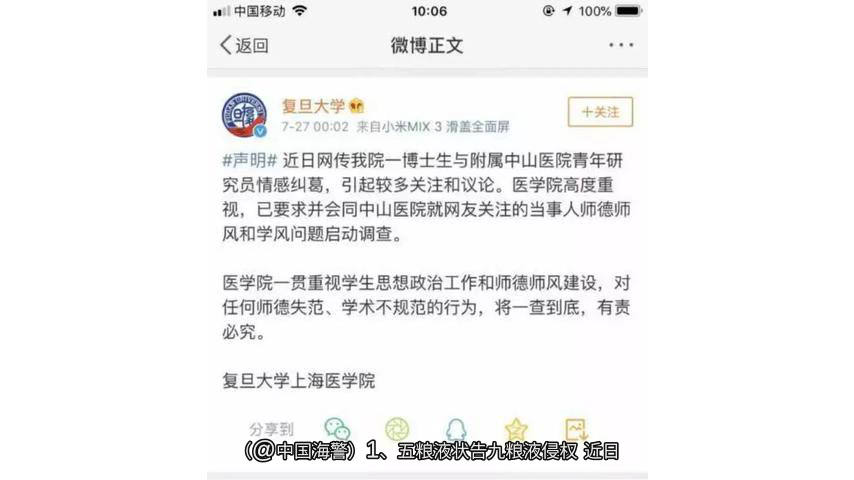 中国移动 10:06 100%
返回 微博正文
复旦大学 +关注
7-27 00:02 来自小米MIX 3 滑盖全面屏
#声明# 近日网传我院一博士生与附属中山医院青年研
究员情感纠葛，引起较多关注和议论。医学院高度重
视，已要求并会同中山医院就网友关注的当事人师德师
风和学风问题启动调查。
医学院一贯重视学生思想政治工作和师德师风建设，对
任何师德失范、学术不规范的行为，将一查到底，有责
必究。
复旦大学上海医学院
分享到
（@中国海警）1、五粮液状告九粮液侵权 近日